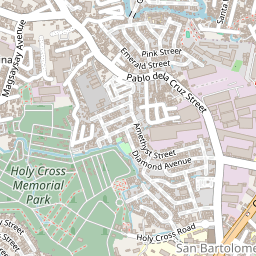 Santa
Magsaysay Avenue
Pink Street
Emerald Street
Pablo dela Cruz Street
Amethyst Street
Diamond Avenue
Holy Cross
Memorial
Park
Holy Cross Road
San Bartolome